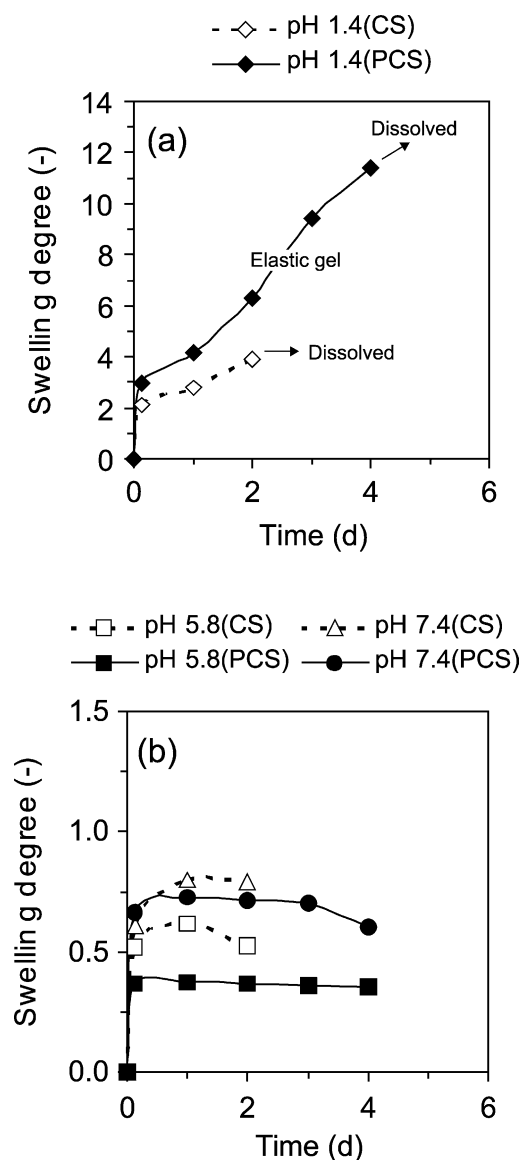 pH 1.4(CS)
pH 1.4(PCS)
14
12
10
8
6
4
2
0
(a)
Dissolved
Elastic gel
Dissolved
Swelling degree (-)
0 2 4 6
Time (d)
pH 5.8(CS) pH 7.4(CS)
pH 5.8(PCS) pH 7.4(PCS)
1.5
1.0
0.5
0.0
(b)
Swelling degree (-)
0 2 4 6
Time (d)